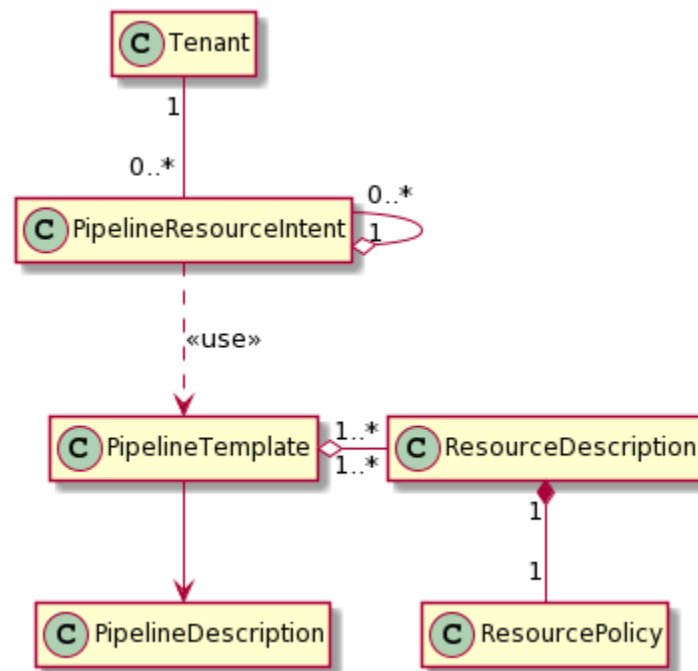 C Tenant
1
0..*
0..*
C PipelineResourceIntent
1
«use»
1..*
C PipelineTemplate
C ResourceDescription
1..*
1
1
C PipelineDescription
C ResourcePolicy